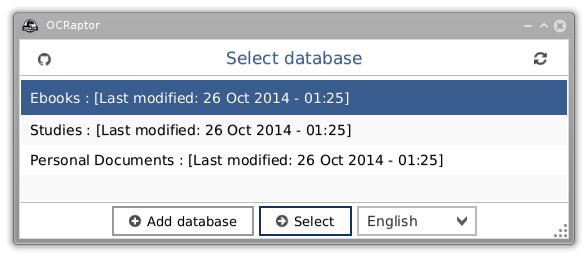 OCRaptor
Select database
Ebooks : [Last modified: 26 Oct 2014 - 01:25]
Studies : [Last modified: 26 Oct 2014 - 01:25]
Personal Documents : [Last modified: 26 Oct 2014 - 01:25]
Add database Select English